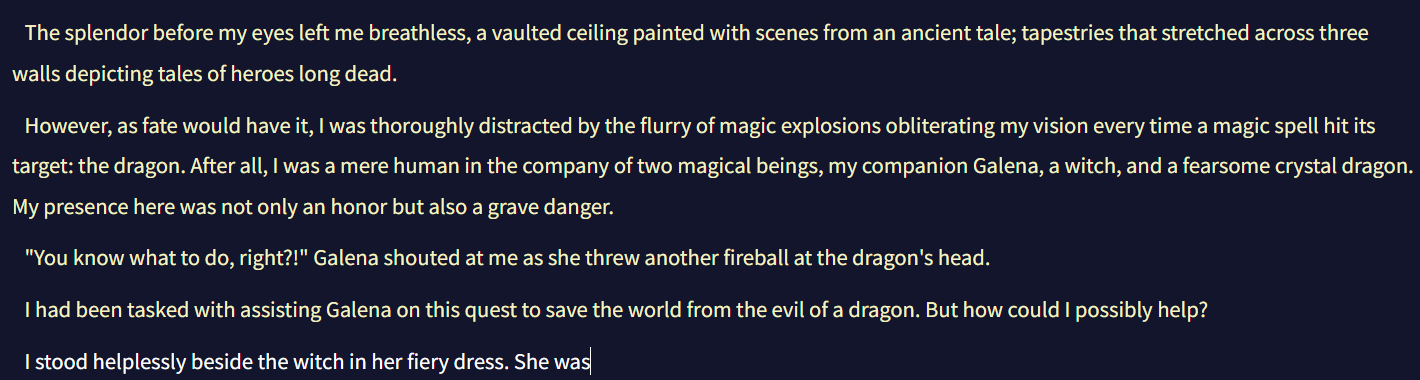 The splendor before my eyes left me breathless, a vaulted ceiling painted with scenes from an ancient tale; tapestries that stretched across three
walls depicting tales of heroes long dead.
However, as fate would have it, I was thoroughly distracted by the flurry of magic explosions obliterating my vision every time a magic spell hit its
target: the dragon. After all, I was a mere human in the company of two magical beings, my companion Galena, a witch, and a fearsome crystal dragon.
My presence here was not only an honor but also a grave danger.
"You know what to do, right?!" Galena shouted at me as she threw another fireball at the dragon's head.
I had been tasked with assisting Galena on this quest to save the world from the evil of a dragon. But how could I possibly help?
I stood helplessly beside the witch in her fiery dress. She was